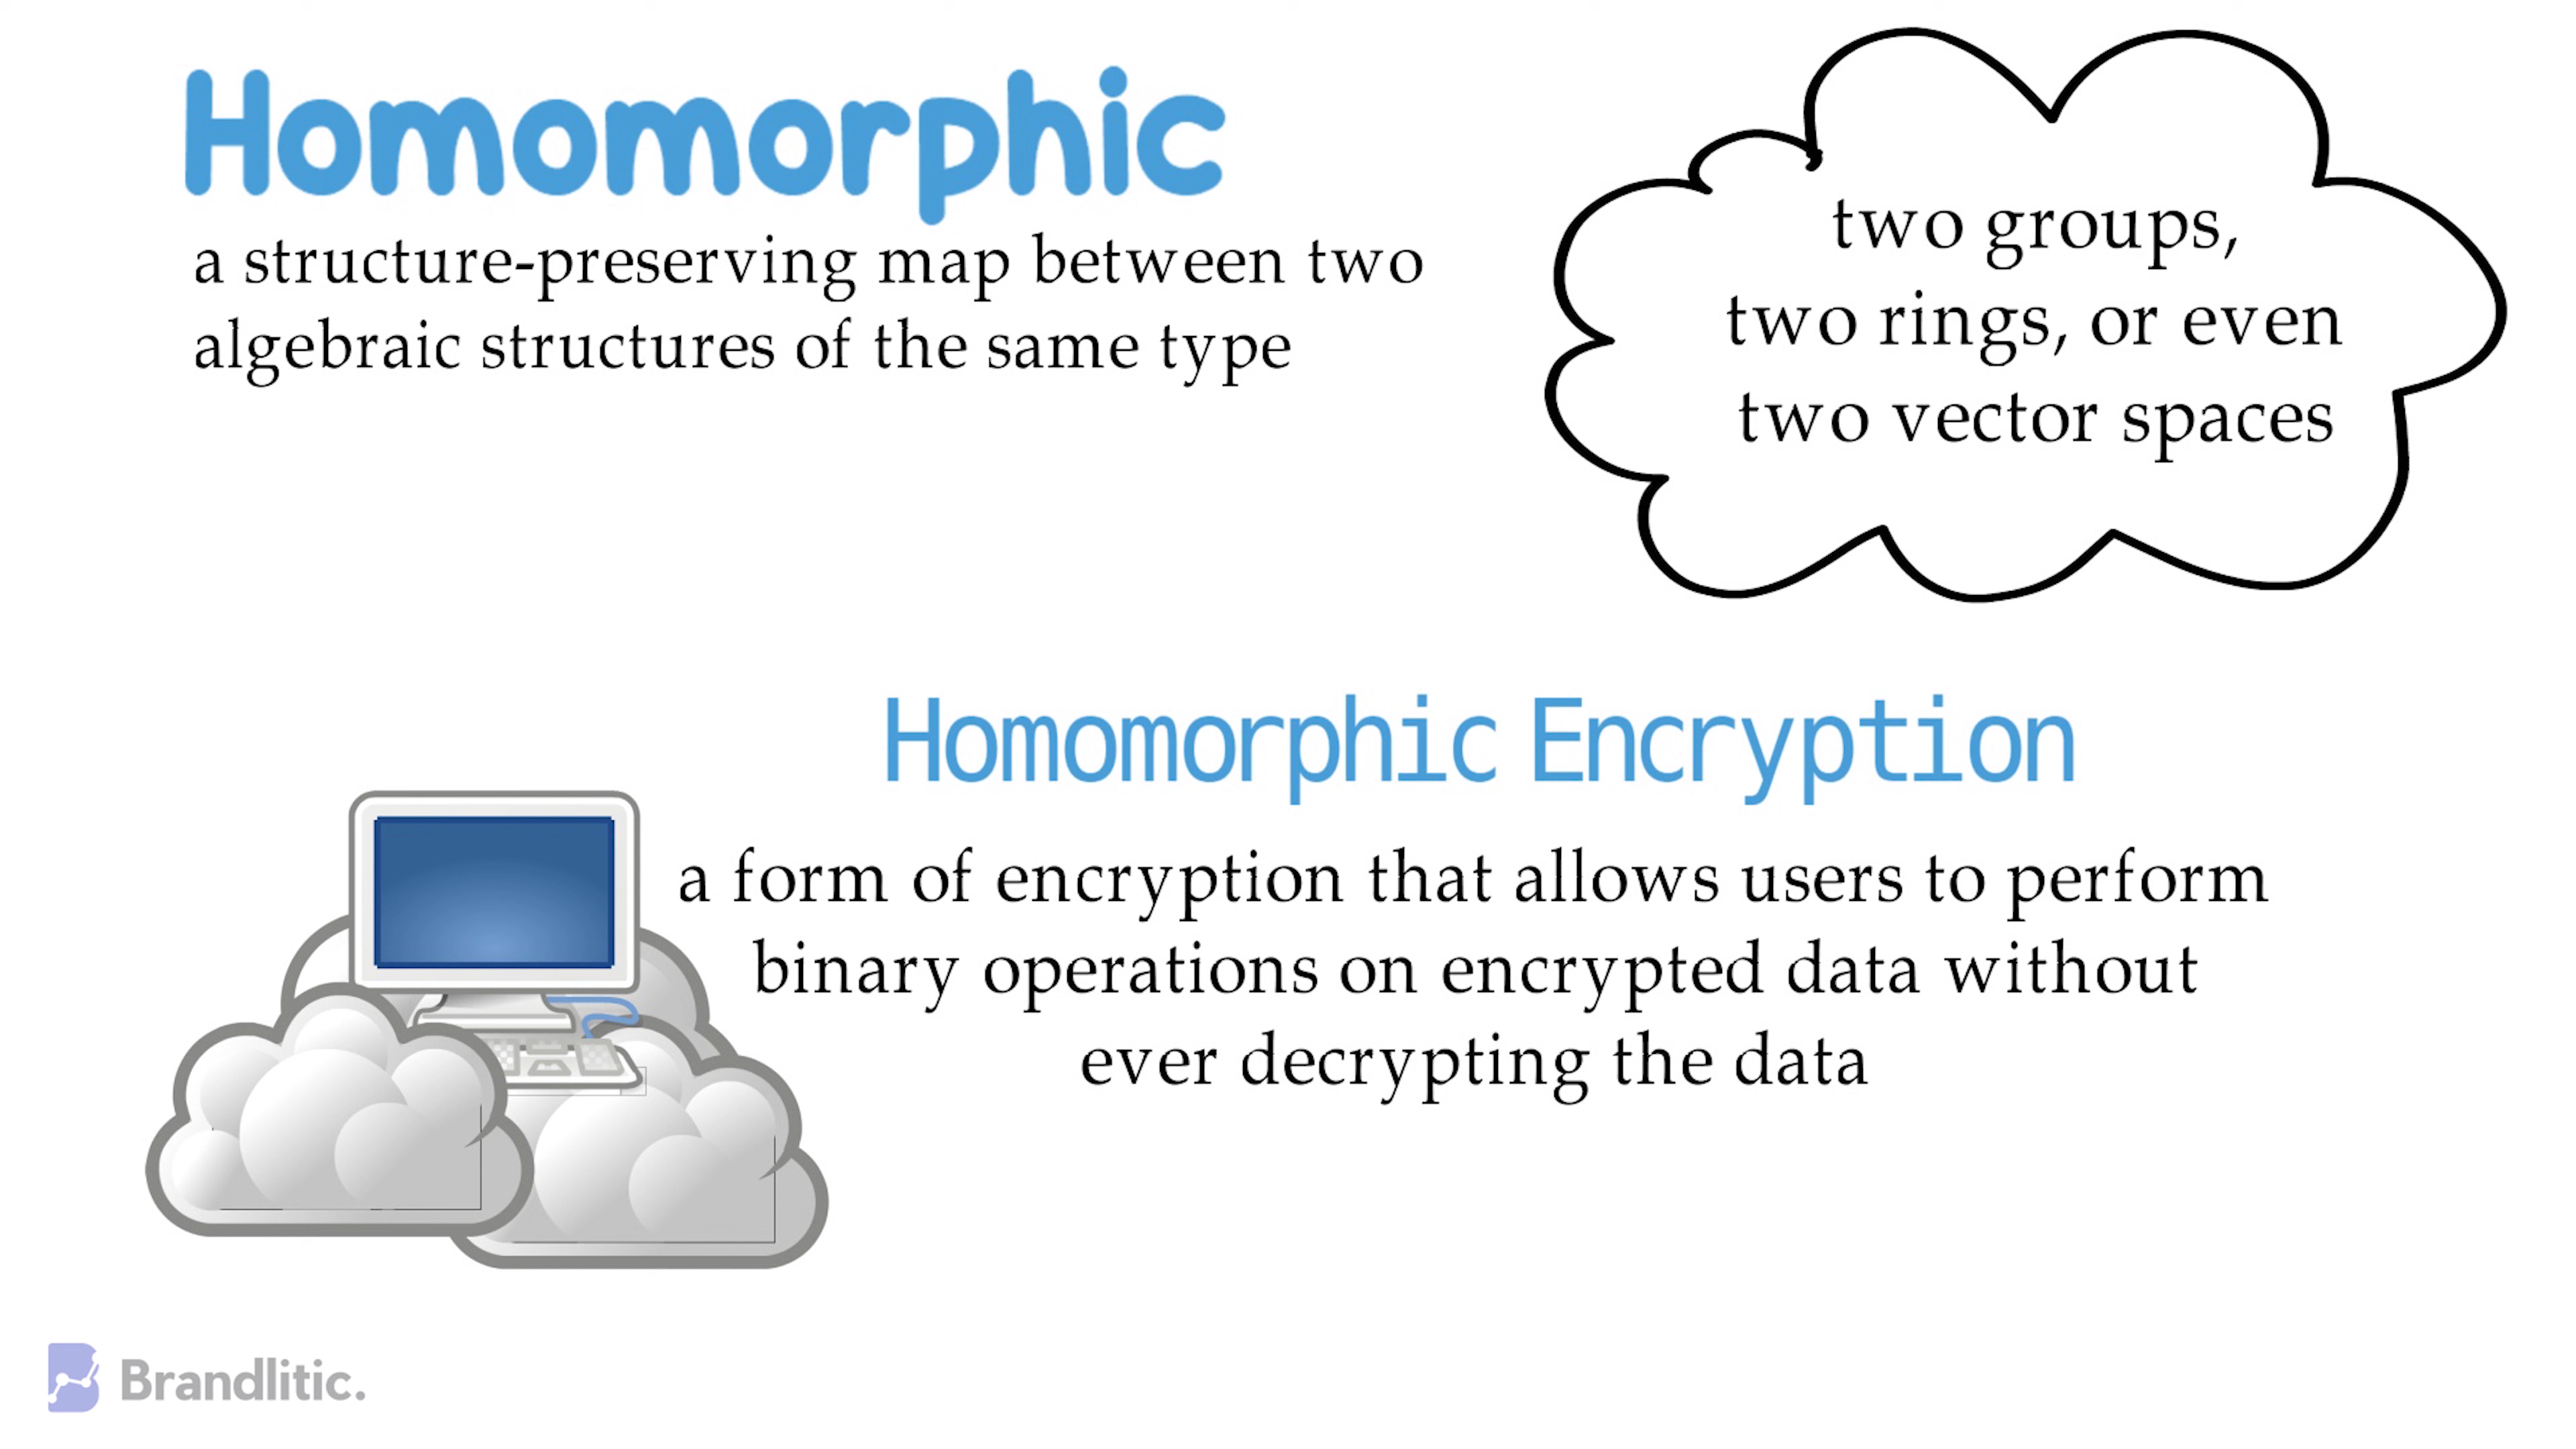 Homomorphic
a structure-preserving map between two
algebraic structures of the same type
two groups,
two rings, or even
two vector spaces
Homomorphic Encryption
a form of encryption that allows users to perform
binary operations on encrypted data without
ever decrypting the data
Brandlitic.